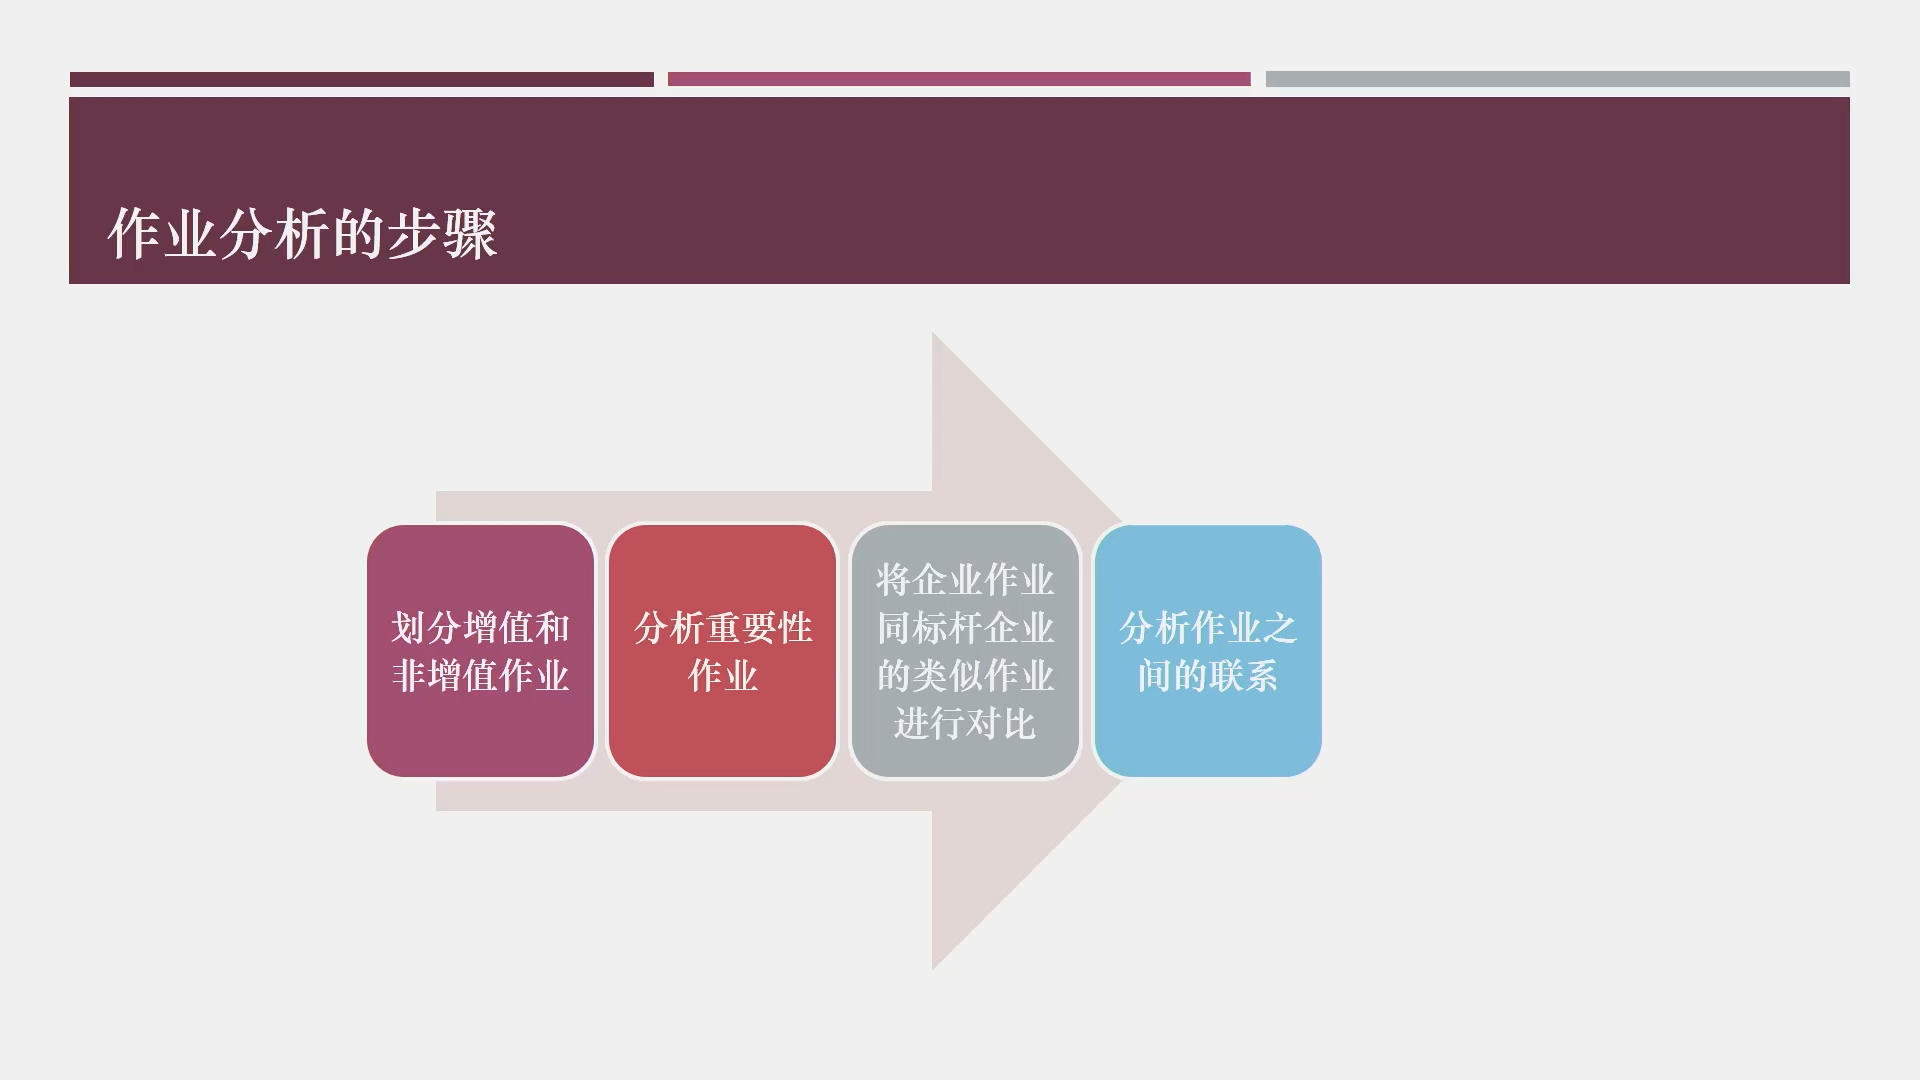 作业分析的步骤
划分增值和
非增值作业
分析重要性
作业
将企业作业
同标杆企业
的类似作业
进行对比
分析作业之
间的联系